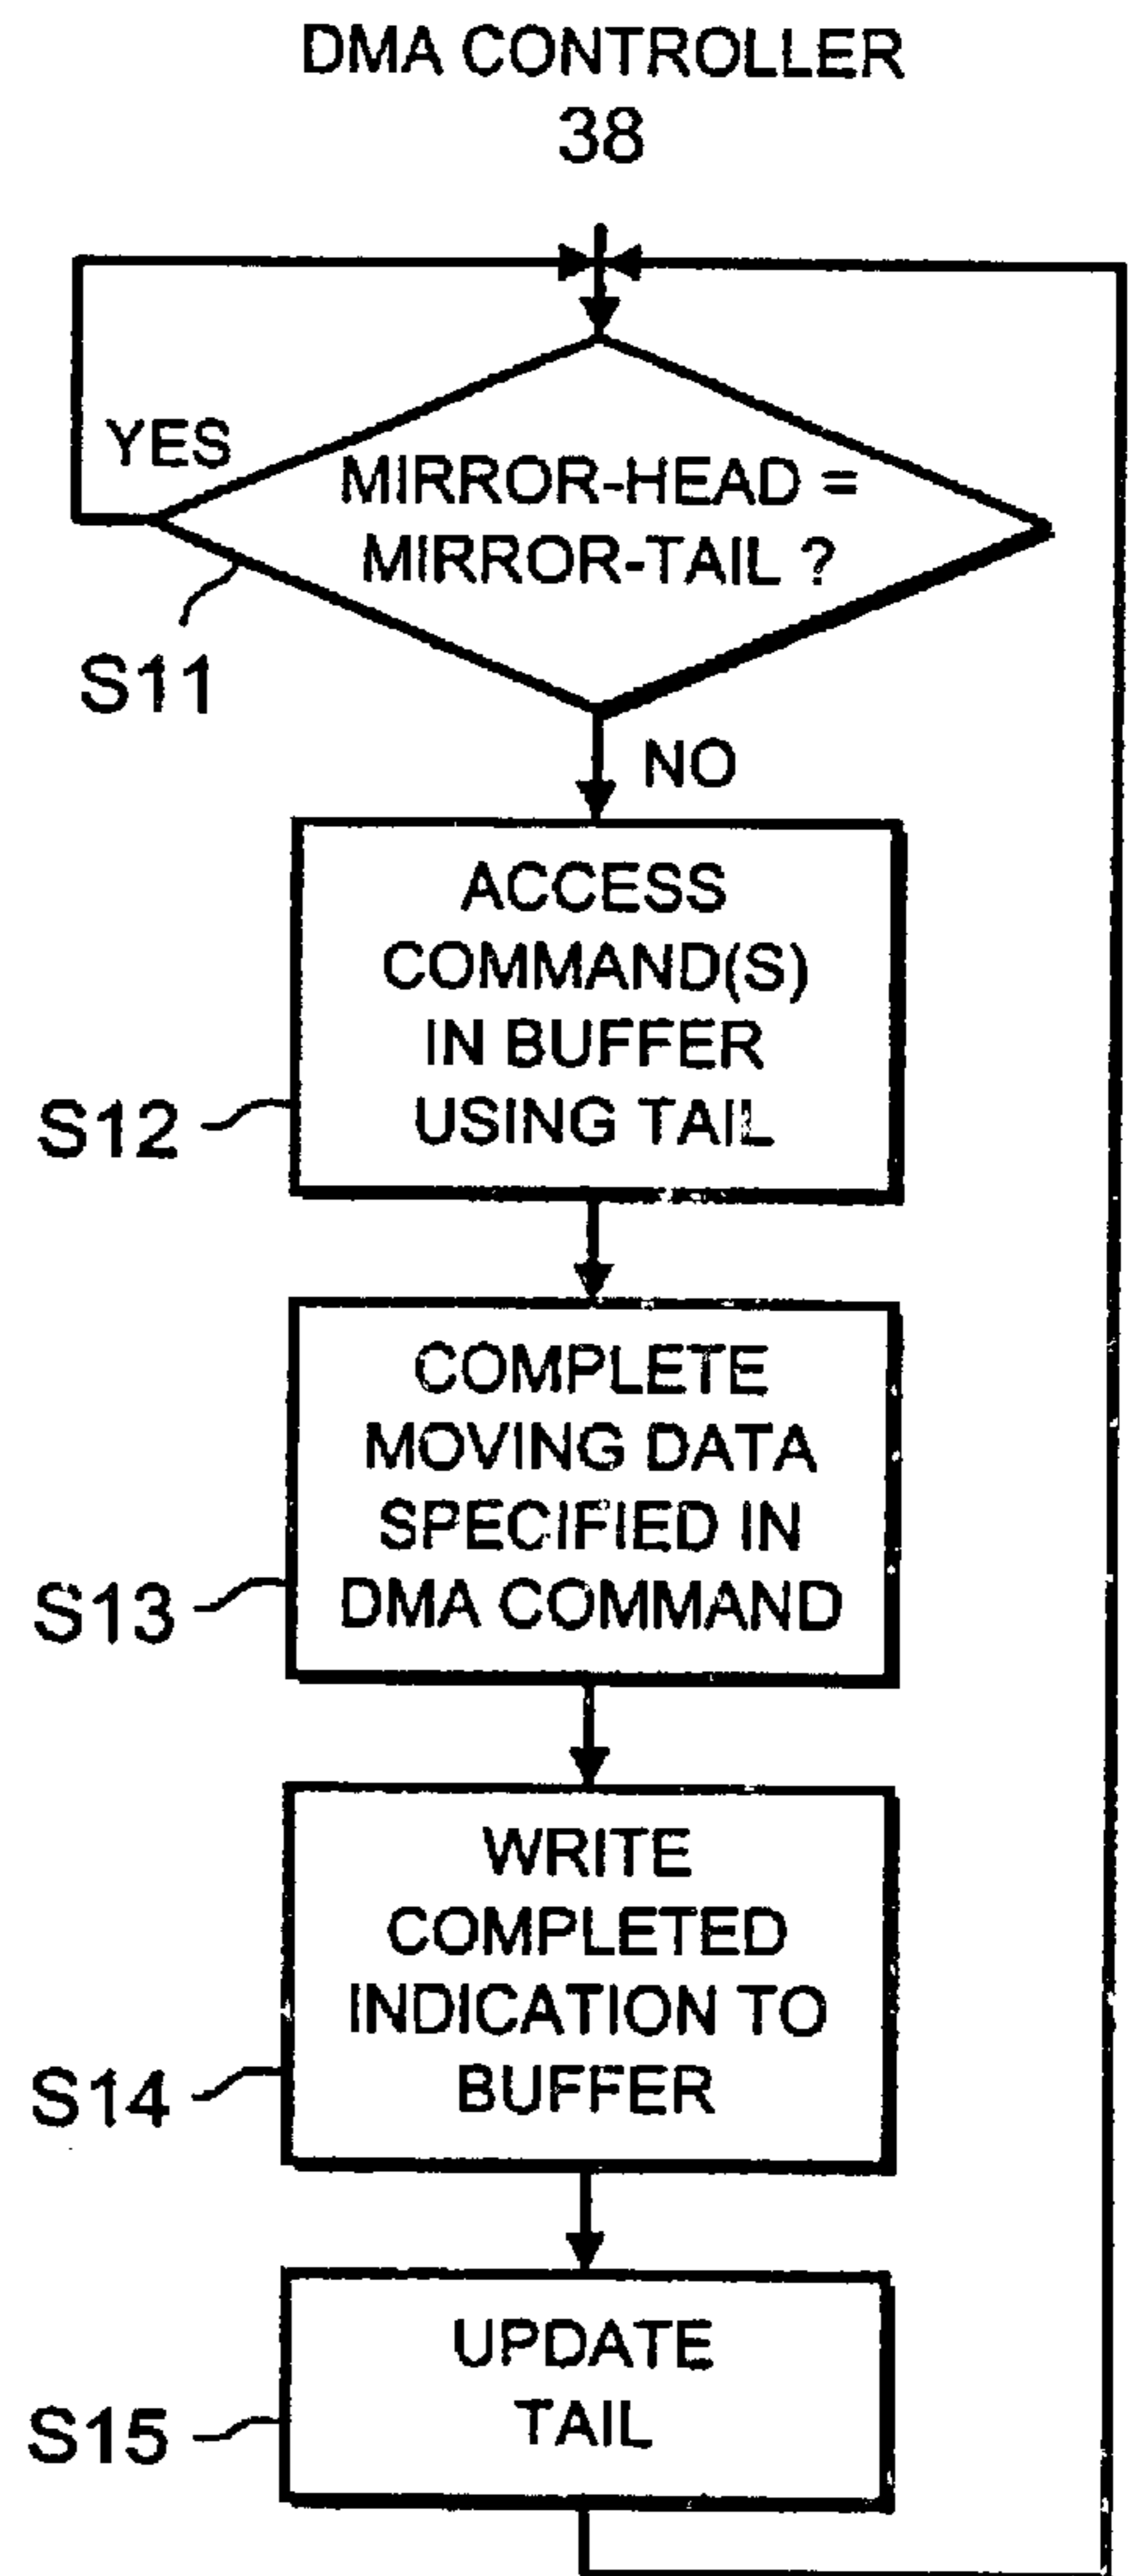 DMA CONTROLLER
38
YES
MIRROR-HEAD =
MIRROR-TAIL ?
S11
NO
ACCESS
COMMAND(S)
IN BUFFER
USING TAIL
S12
COMPLETE
MOVING DATA
SPECIFIED IN
DMA COMMAND
S13
WRITE
COMPLETED
INDICATION TO
BUFFER
S14
UPDATE
TAIL
S15